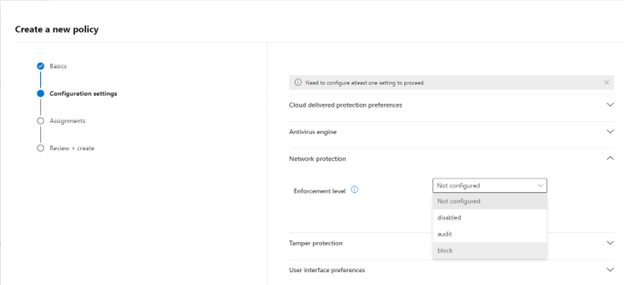 Create a new policy
Basics
Configuration settings
Assignments
Review + create
Need to configure atleast one setting to proceed.
Cloud delivered protection preferences
Antivirus engine
Network protection
Enforcement level
Not configured
Not configured
disabled
audit
block
Tamper protection
User interface preferences